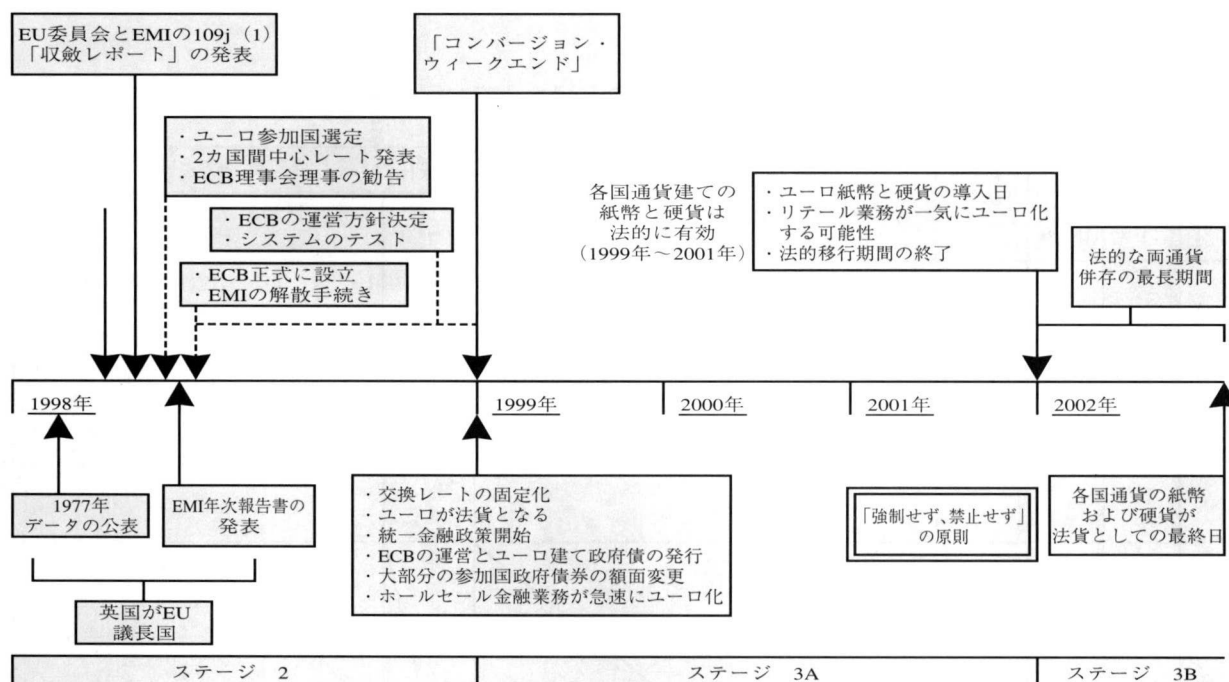 EU委員会とEMIの109j（1）
「収斂レポート」の発表
「コンバージョン・
ウィークエンド」
・ユーロ参加国選定
・2カ国間中心レート発表
・ECB理事会理事の勧告
・ECBの運営方針決定
・システムのテスト
・ECB正式に設立
・EMIの解散手続き
各国通貨建ての
紙幣と硬貨は
法的に有効
（1999年～2001年）
・ユーロ紙幣と硬貨の導入日
・リテール業務が一気にユーロ化
する可能性
・法的移行期間の終了
法的な両通貨
併存の最長期間
1998年
1999年
2000年
2001年
2002年
1977年
データの公表
EMI年次報告書の
発表
英国がEU
議長国
・交換レートの固定化
・ユーロが法貨となる
・統一金融政策開始
・ECBの運営とユーロ建て政府債の発行
・大部分の参加国政府債券の額面変更
・ホールセール金融業務が急速にユーロ化
「強制せず、禁止せず」
の原則
各国通貨の紙幣
および硬貨が
法貨としての最終日
ステージ　2
ステージ　3A
ステージ　3B